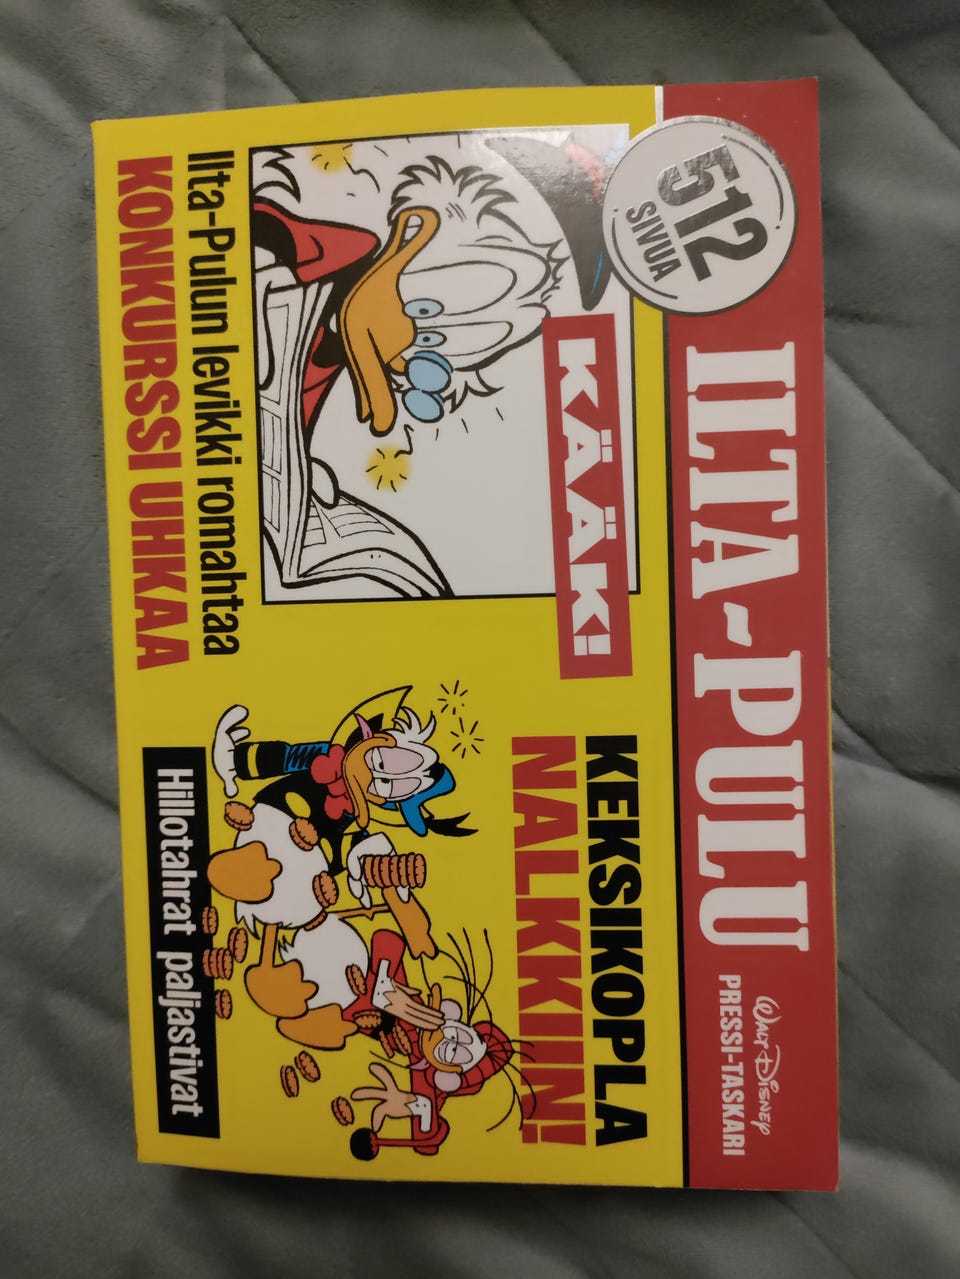 512
SIVUA
ILTA-PULU
WALT DISNEY
PRESSI-TASKARI
KÄÄK!
Ilta-Pulun levikki romahtaa
KONKURSSI UHKAA
KEKSIKOPLA
NALKKIIN!
Hillotahrat paljastivat